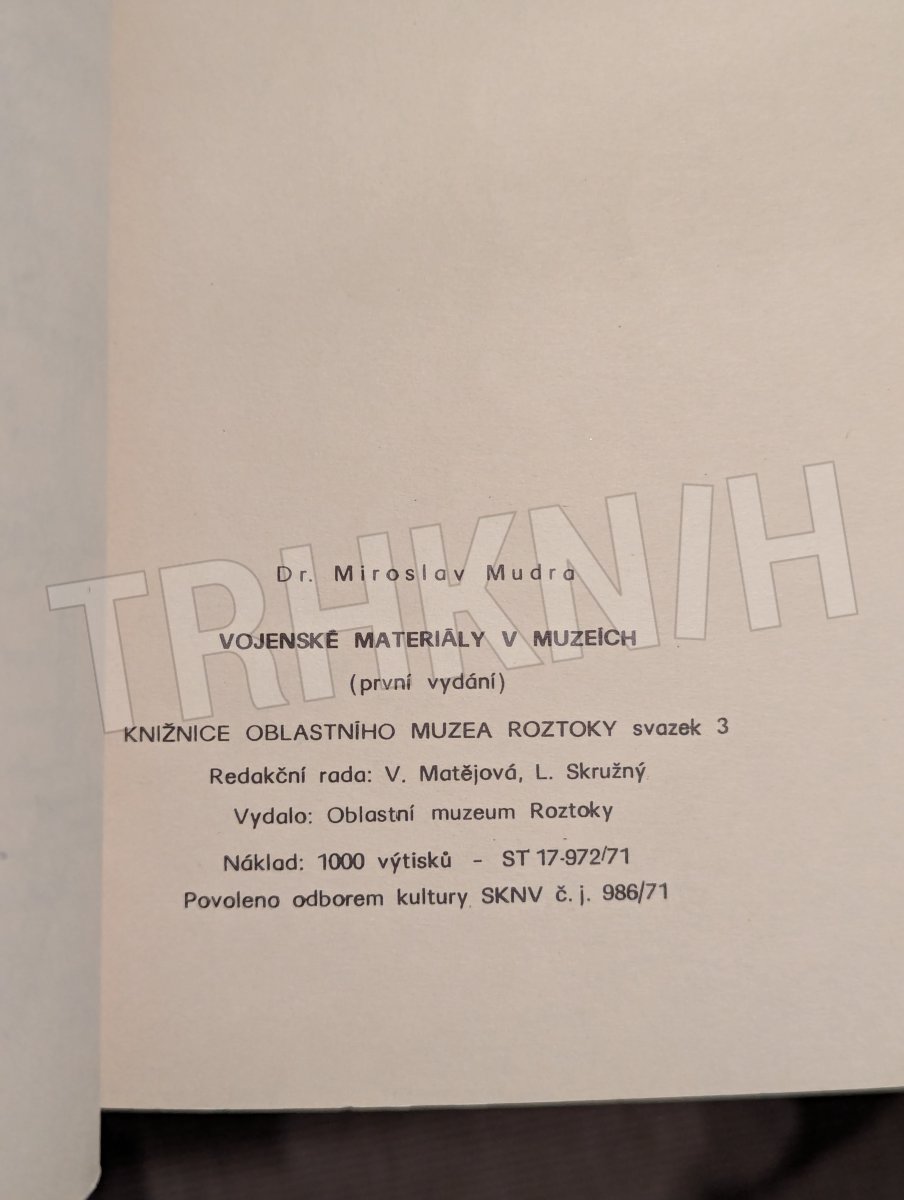 Dr. Miroslav Mudra
VOJENSKÉ MATERIÁLY V MUZEÍCH
(první vydání)
KNIŽNICE OBLASTNÍHO MUZEA ROZTOKY svazek 3
Redakční rada: V. Matějová, L. Skružný
Vydalo: Oblastní muzeum Roztoky
Náklad: 1000 výtisků - ST 17-972/71
Povoleno odborem kultury SKNV č. j. 986/71
TRHKNIH